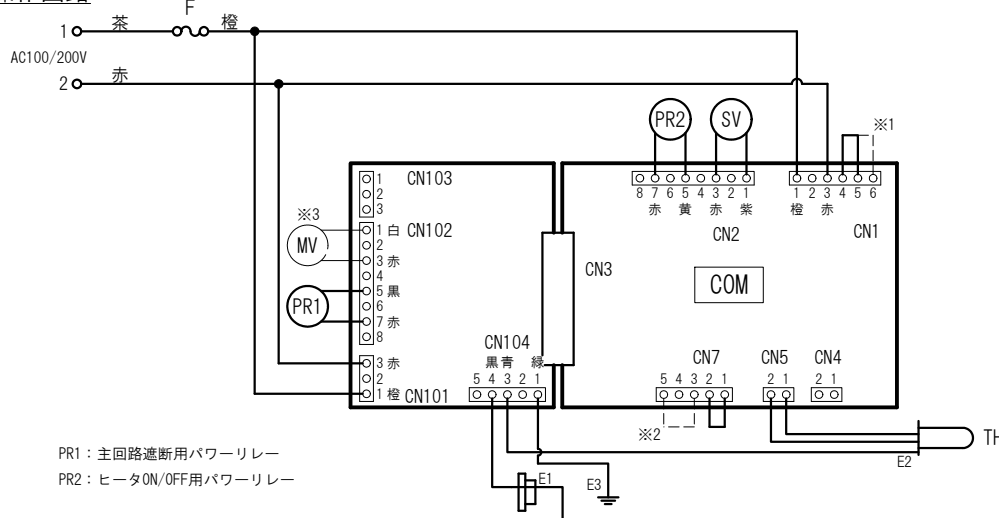 F
1 茶 橙
AC100/200V
2 赤
PR2 SV ※1
8 7 6 5 4 3 2 1
1 2 3 4 5 6
赤 黄 赤 紫
橙 赤
CN2
CN1
CN103
1
2
3
※3
MV
CN102
1 白
2
3 赤
4
5 黒
6
7 赤
8
PR1
CN3
COM
CN104
黒 青 緑
5 4 3 2 1
3 赤
2
1 橙
CN101
CN7
5 4 3 2 1
※2
CN5
2 1
CN4
2 1
TH
E2
E1
E3
PR1：主回路遮断用パワーリレー
PR2：ヒータON/OFF用パワーリレー